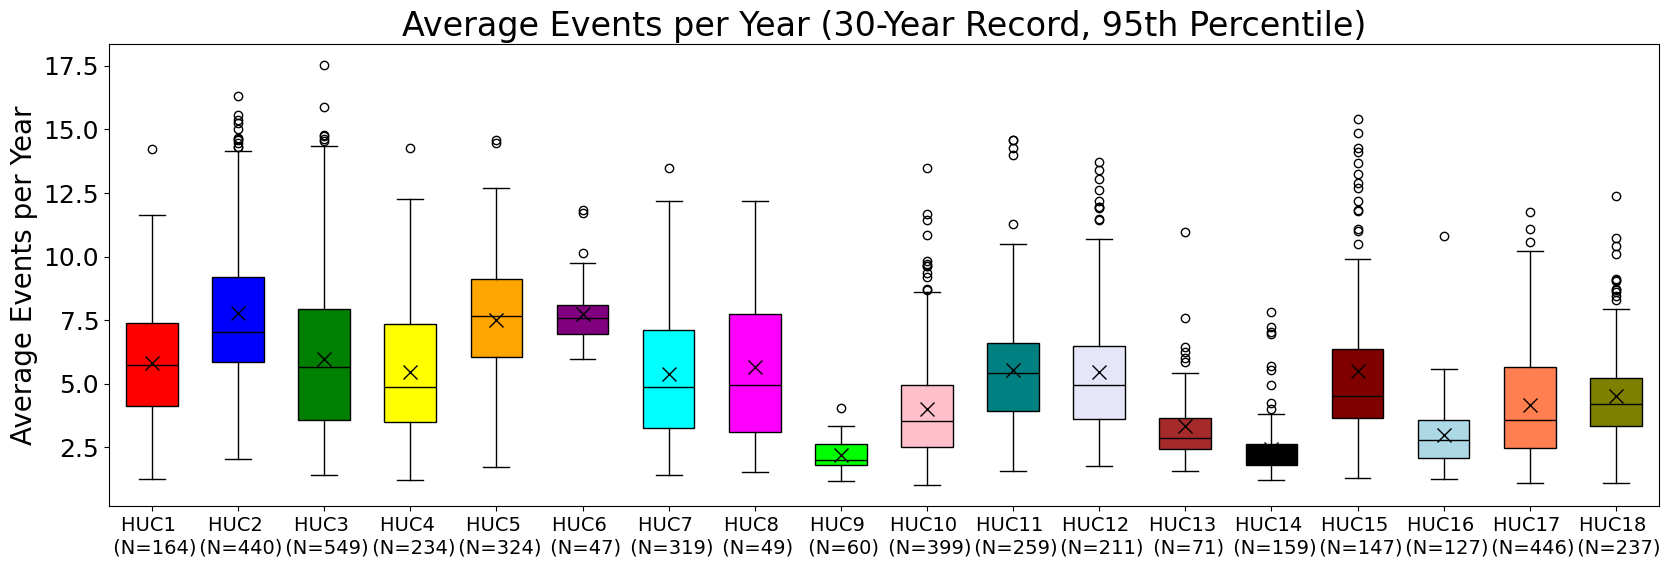 Average Events per Year (30-Year Record, 95th Percentile)
Average Events per Year
17.5
15.0
12.5
10.0
7.5
5.0
2.5
HUC1 HUC2 HUC3 HUC4 HUC5 HUC6 HUC7 HUC8 HUC9 HUC10 HUC11 HUC12 HUC13 HUC14 HUC15 HUC16 HUC17 HUC18
(N=164) (N=440) (N=549) (N=234) (N=324) (N=47) (N=319) (N=49) (N=60) (N=399) (N=259) (N=211) (N=71) (N=159) (N=147) (N=127) (N=446) (N=237)